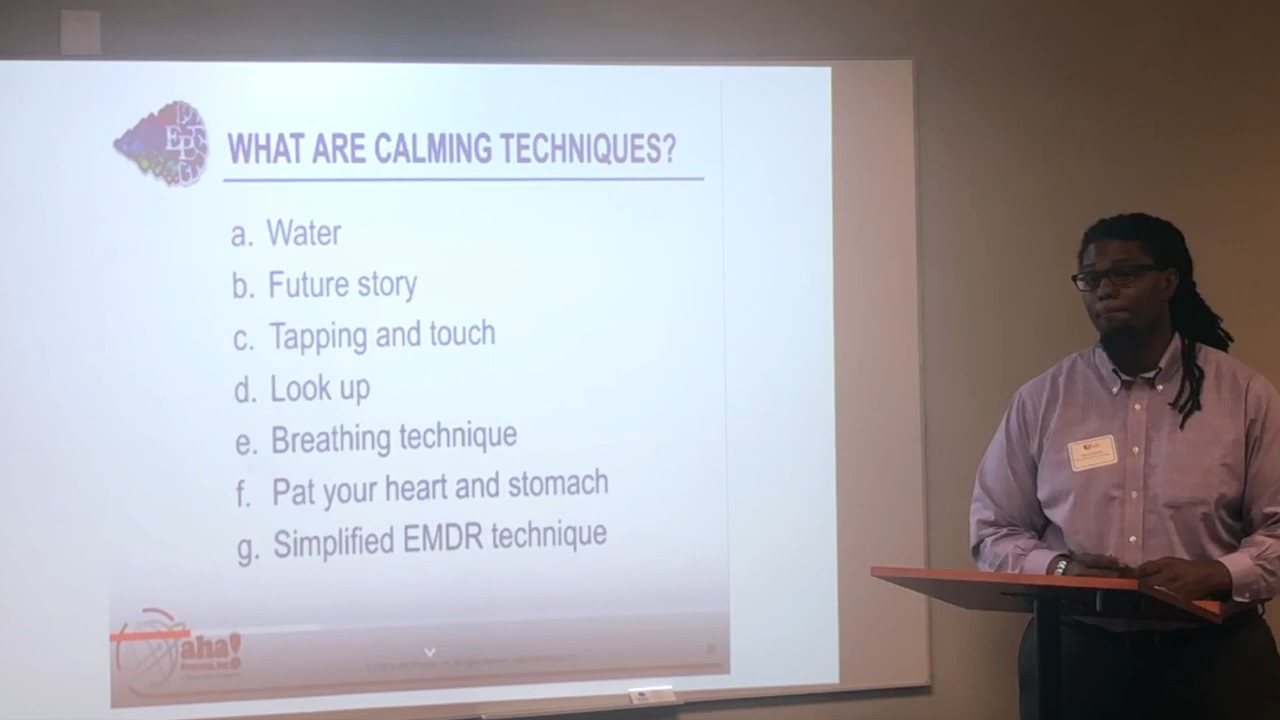 WHAT ARE CALMING TECHNIQUES?
a. Water
b. Future story
c. Tapping and touch
d. Look up
e. Breathing technique
f. Pat your heart and stomach
g. Simplified EMDR technique
aha!